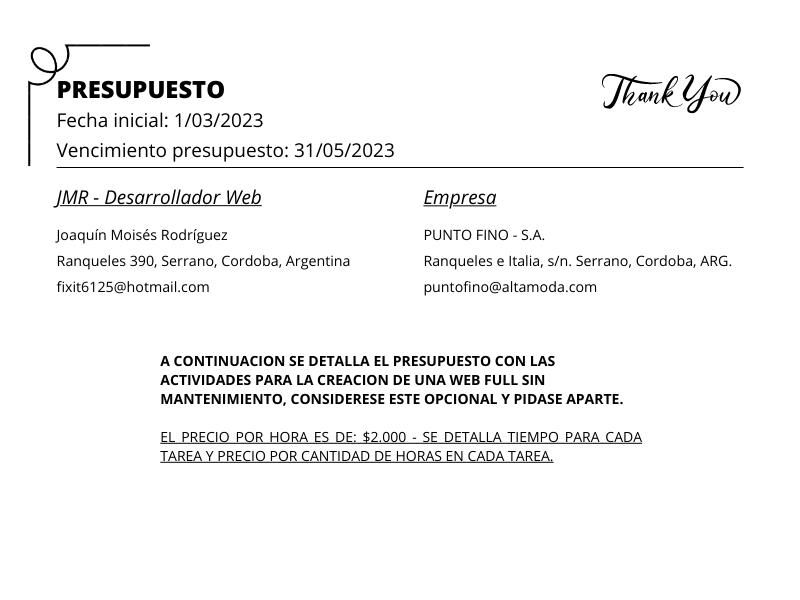 PRESUPUESTO
Thank You
Fecha inicial: 1/03/2023
Vencimiento presupuesto: 31/05/2023
JMR - Desarrollador Web
Joaquín Moisés Rodríguez
Ranqueles 390, Serrano, Cordoba, Argentina
fixit6125@hotmail.com
Empresa
PUNTO FINO - S.A.
Ranqueles e Italia, s/n. Serrano, Cordoba, ARG.
puntofino@altamoda.com
A CONTINUACION SE DETALLA EL PRESUPUESTO CON LAS
ACTIVIDADES PARA LA CREACION DE UNA WEB FULL SIN
MANTENIMIENTO, CONSIDERESE ESTE OPCIONAL Y PIDASE APARTE.
EL PRECIO POR HORA ES DE: $2.000 - SE DETALLA TIEMPO PARA CADA
TAREA Y PRECIO POR CANTIDAD DE HORAS EN CADA TAREA.